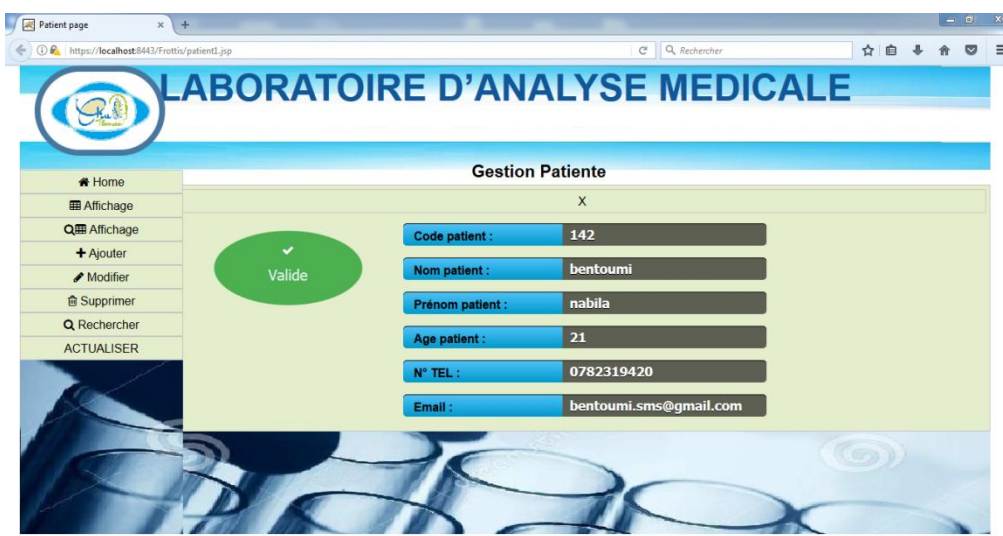 Patient page
https://localhost:8443/Frottis/patient1.jsp
Rechercher
LABORATOIRE D'ANALYSE MEDICALE
Gestion Patiente
Home
Affichage
Affichage
Ajouter
Modifier
Supprimer
Rechercher
ACTUALISER
X
Valide
Code patient : 142
Nom patient : bentoumi
Prénom patient : nabila
Age patient : 21
N° TEL : 0782319420
Email : bentoumi.sms@gmail.com